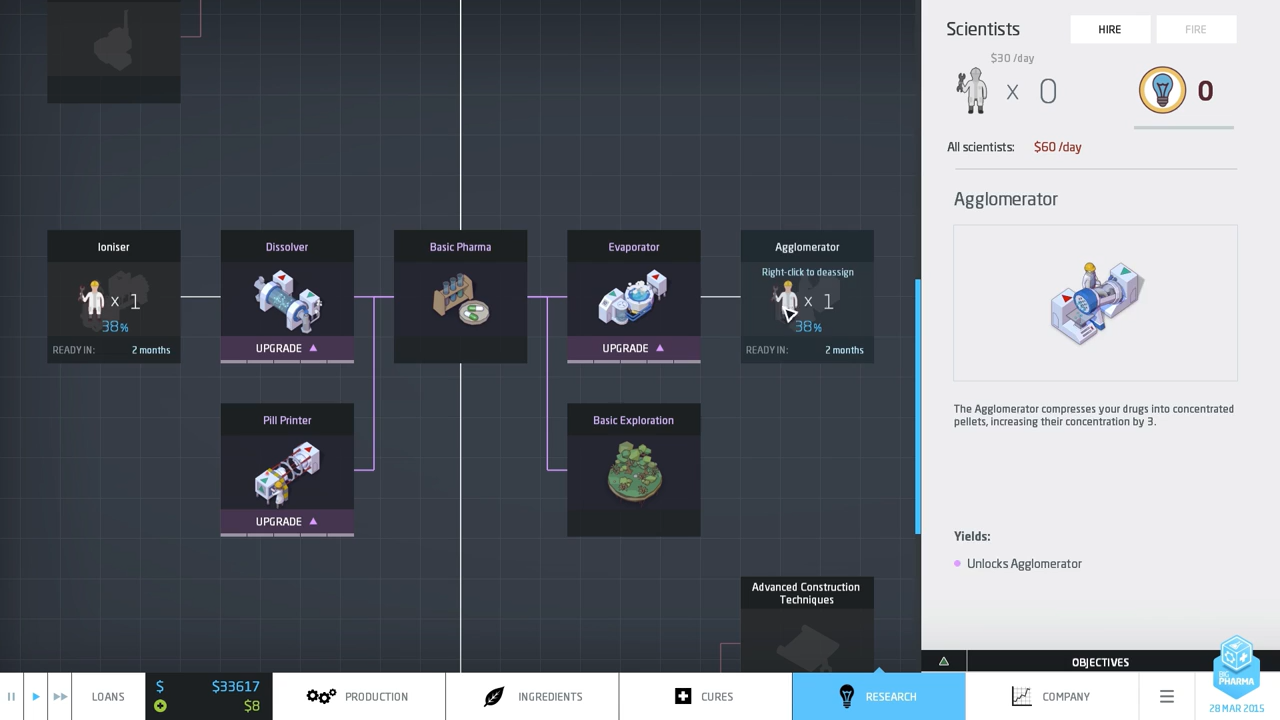 Scientists
HIRE
FIRE
$30 /day
X 0
0
All scientists: $60 /day
Agglomerator
The Agglomerator compresses your drugs into concentrated
pellets, increasing their concentration by 3.
Yields:
Unlocks Agglomerator
Ioniser
x 1
38%
READY IN: 2 months
Dissolver
UPGRADE
Basic Pharma
Evaporator
UPGRADE
Agglomerator
Right-click to deassign
x 1
38%
READY IN: 2 months
Pill Printer
UPGRADE
Basic Exploration
Advanced Construction
Techniques
OBJECTIVES
LOANS
$ $33617
$8
PRODUCTION
INGREDIENTS
CURES
RESEARCH
COMPANY
BIG
PHARMA
28 MAR 2015